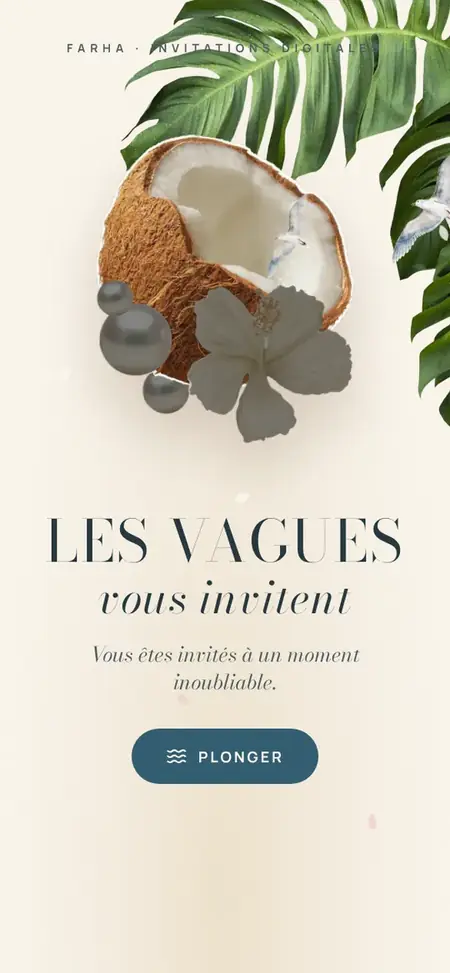 FARHA · INVITATIONS DIGITALES
LES VAGUES
vous invitent
Vous êtes invités à un moment
inoubliable.
PLONGER